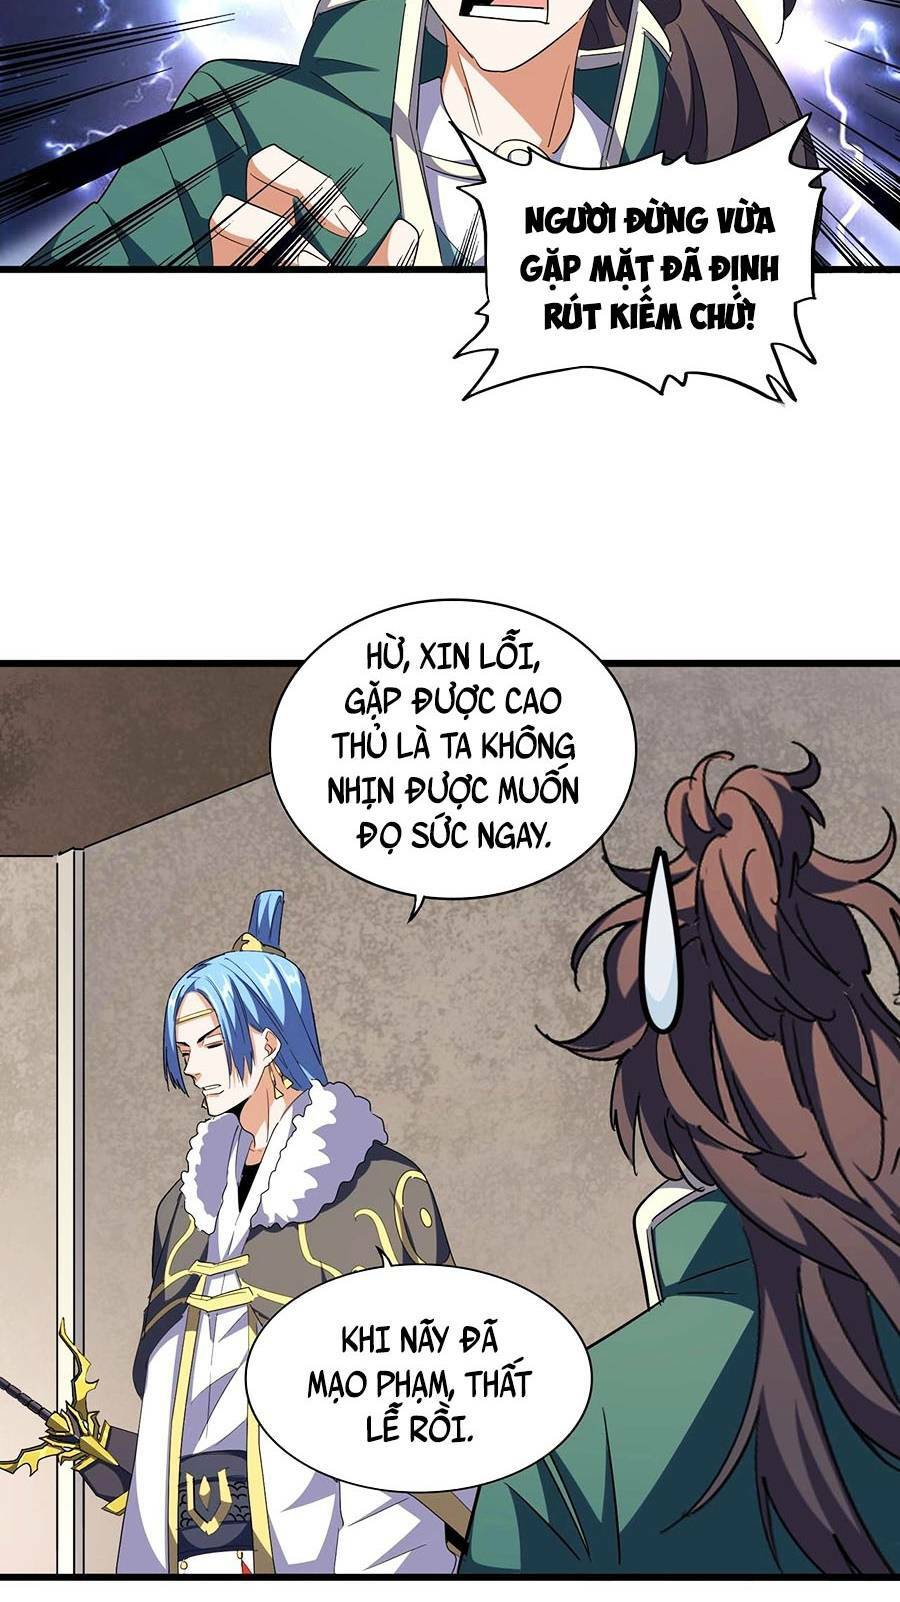 NGƯƠI ĐỪNG VỪA
GẶP MẶT ĐÃ ĐỊNH
RÚT KIẾM CHỨ!
HỪ, XIN LỖI,
GẶP ĐƯỢC CAO
THỦ LÀ TA KHÔNG
NHỊN ĐƯỢC MUỐN
ĐỌ SỨC NGAY.
KHI NÃY ĐÃ
MẠO PHẠM, THẤT
LỄ RỒI.